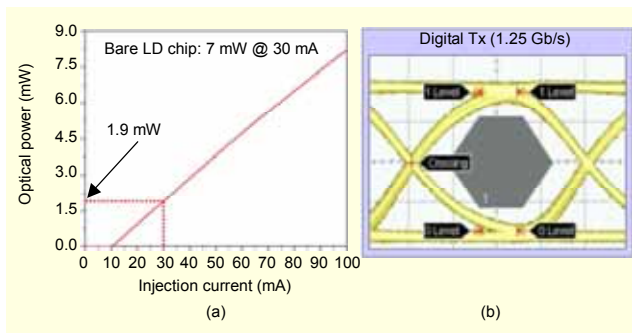 Bare LD chip: 7 mW @ 30 mA
9.0
7.5
6.0
4.5
3.0
1.5
0.0
Optical power (mW)
1.9 mW
0 10 20 30 40 50 60 70 80 90 100
Injection current (mA)
(a)
Digital Tx (1.25 Gb/s)
1 Level
1 Level
Crossing
1
0 Level
0 Level
(b)